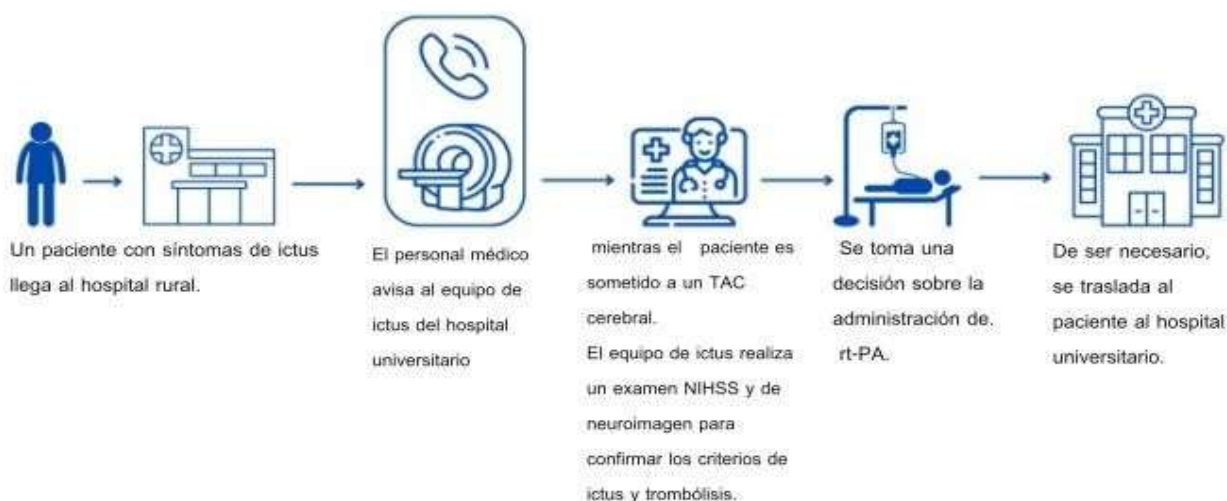 Un paciente con síntomas de ictus
llega al hospital rural.
El personal médico
avisa al equipo de
ictus del hospital
universitario
mientras el paciente es
sometido a un TAC
cerebral.
El equipo de ictus realiza
un examen NIHSS y de
neuroimagen para
confirmar los criterios de
ictus y trombólisis.
Se toma una
decisión sobre la
administración de.
rt-PA.
De ser necesario,
se traslada al
paciente al hospital
universitario.